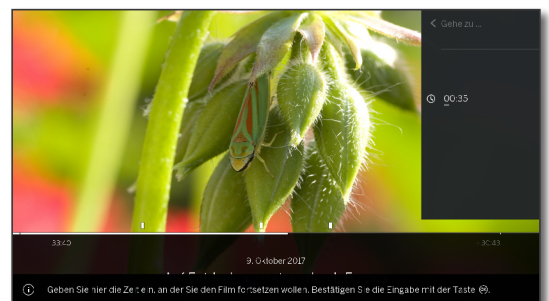 Gehe zu ...
00:35
33:40
-30:43
9. Oktober 2017
Geben Sie hier die Zeit ein, an der Sie den Film fortsetzen wollen. Bestätigen Sie die Eingabe mit der Taste